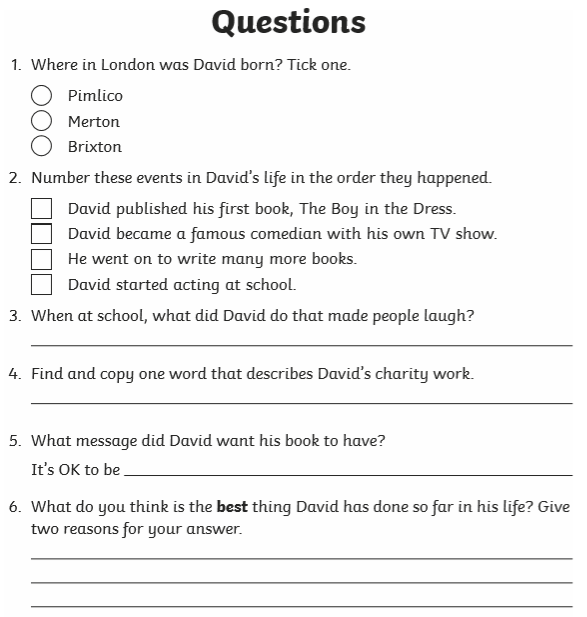 Questions
1. Where in London was David born? Tick one.
Pimlico
Merton
Brixton
2. Number these events in David's life in the order they happened.
David published his first book, The Boy in the Dress.
David became a famous comedian with his own TV show.
He went on to write many more books.
David started acting at school.
3. When at school, what did David do that made people laugh?
4. Find and copy one word that describes David's charity work.
5. What message did David want his book to have?
It's OK to be
6. What do you think is the best thing David has done so far in his life? Give
two reasons for your answer.